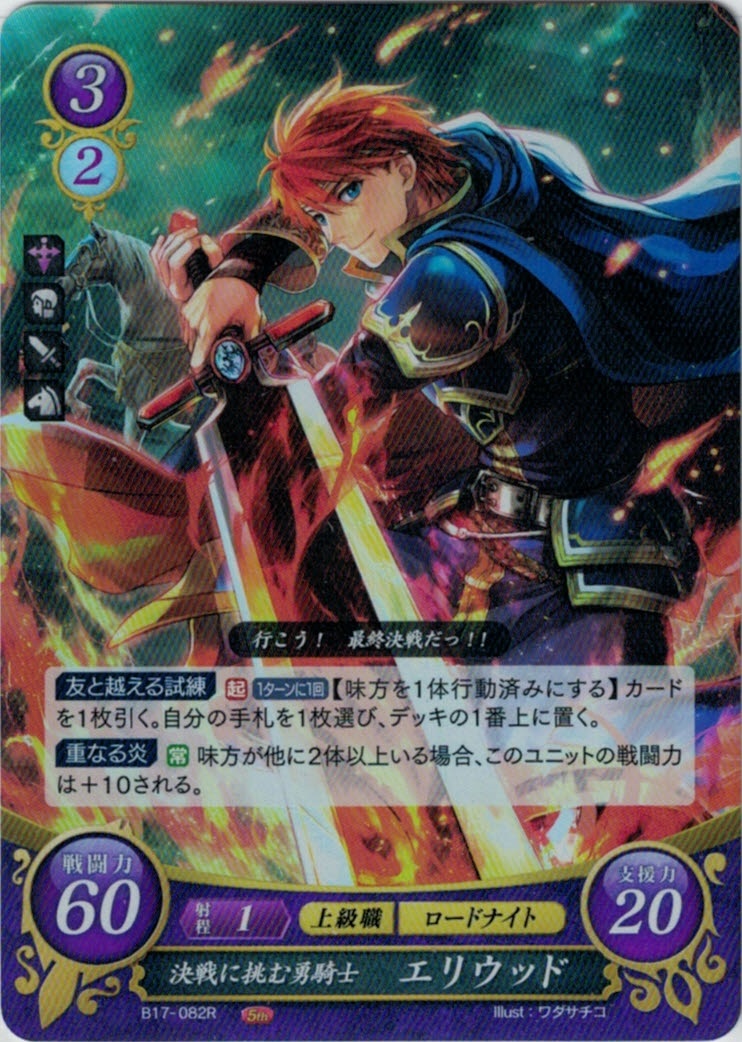 3
2
行こう! 最終決戦だっ!!
友と越える試練 起 1ターンに1回【味方を1体行動済みにする】カード
を1枚引く。自分の手札を1枚選び、デッキの1番上に置く。
重なる炎 常 味方が他に2体以上いる場合、このユニットの戦闘力
は+10される。
戦闘力
60
射程 1
上級職 ロードナイト
支援力
20
決戦に挑む勇騎士 エリウッド
B17-082R 5th Illust:ワダサチコ